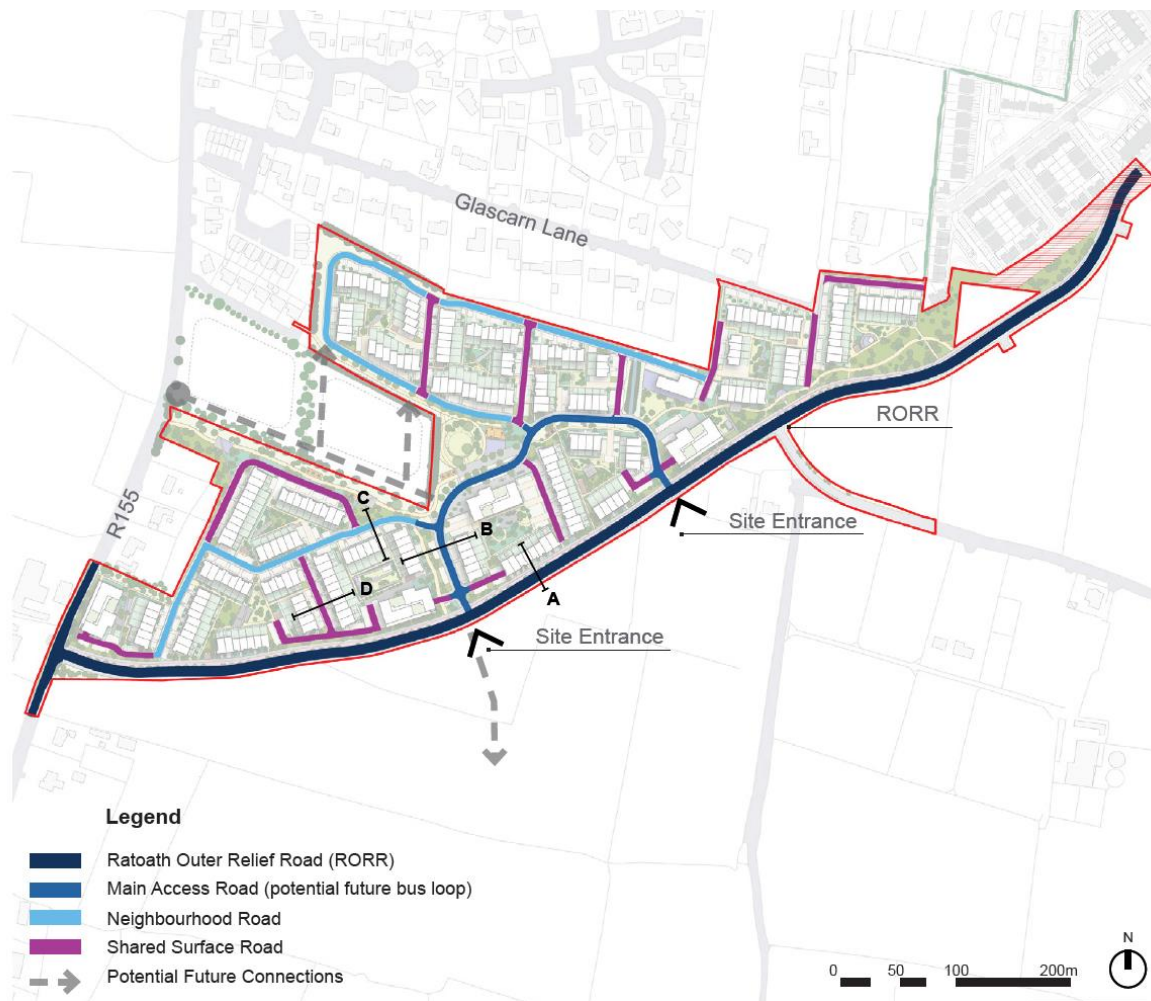 Glascarn Lane
R155
RORR
Site Entrance
C
B
A
D
Site Entrance
Legend
Ratoath Outer Relief Road (RORR)
Main Access Road (potential future bus loop)
Neighbourhood Road
Shared Surface Road
Potential Future Connections
0 50 100 200m
N